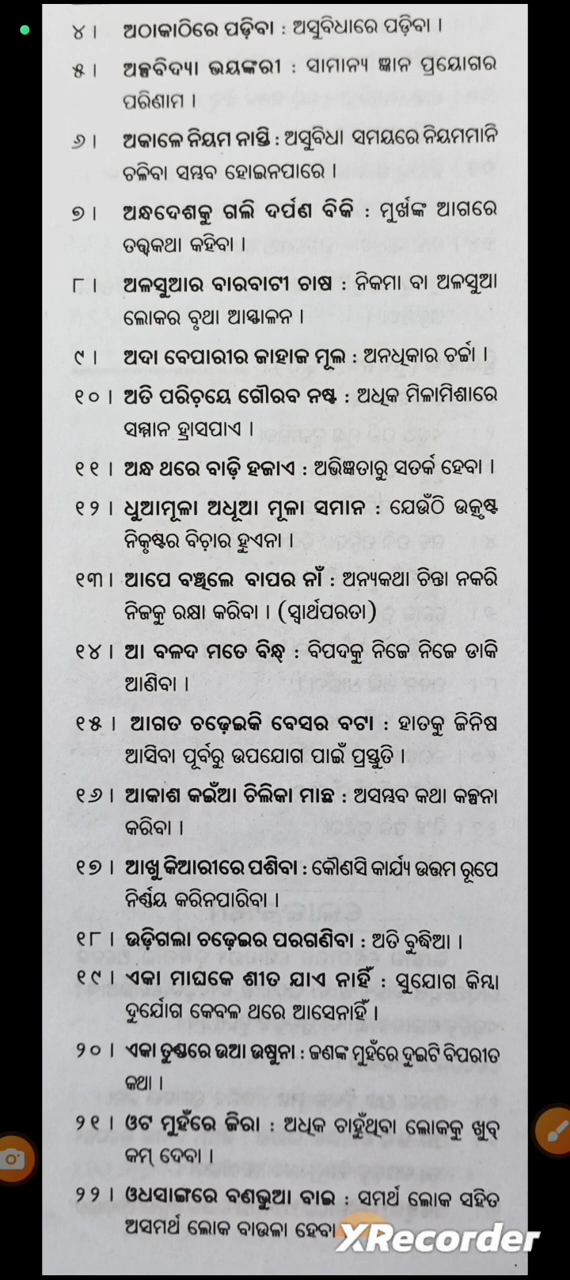 ୪। ଅଠାକାଠିରେ ପଡ଼ିବା : ଅସୁବିଧାରେ ପଡ଼ିବା ।
୫। ଅଳ୍ପବିଦ୍ୟା ଭୟଙ୍କରୀ : ସାମାନ୍ୟ ଜ୍ଞାନ ପ୍ରୟୋଗର
ପରିଣାମ ।
୬। ଅକାଳେ ନିୟମ ନାସ୍ତି : ଅସୁବିଧା ସମୟରେ ନିୟମମାନି
ଚଳିବା ସମ୍ଭବ ହୋଇନପାରେ ।
୭। ଅନ୍ଧଦେଶକୁ ଗଲି ଦର୍ପଣ ବିକି : ମୁର୍ଖଙ୍କ ଆଗରେ
ତତ୍ତ୍ୱକଥା କହିବା ।
୮। ଅଳସୁଆର ବାରବାଟୀ ଚାଷ : ନିକମା ବା ଅଳସୁଆ
ଲୋକର ବୃଥା ଆସ୍ଫାଳନ ।
୯। ଅଦା ବେପାରୀର ଜାହାଜ ମୂଲ : ଅନଧିକାର ଚର୍ଚ୍ଚା ।
୧୦। ଅତି ପରିଚୟେ ଗୌରବ ନଷ୍ଟ : ଅଧିକ ମିଳାମିଶାରେ
ସମ୍ମାନ ହ୍ରାସପାଏ ।
୧୧। ଅନ୍ଧ ଥରେ ବାଡ଼ି ହଜାଏ : ଅଭିଜ୍ଞତାରୁ ସତର୍କ ହେବା ।
୧୨। ଧୁଆମୂଳା ଅଧୂଆ ମୂଳା ସମାନ : ଯେଉଁଠି ଉତ୍କୃଷ୍ଟ
ନିକୃଷ୍ଟର ବିଚାର ହୁଏନା ।
୧୩। ଆପେ ବଞ୍ଚିଲେ ବାପର ନାଁ : ଅନ୍ୟକଥା ଚିନ୍ତା ନକରି
ନିଜକୁ ରକ୍ଷା କରିବା । (ସ୍ୱାର୍ଥପରତା)
୧୪। ଆ ବଳଦ ମତେ ବିନ୍ଧ୍ : ବିପଦକୁ ନିଜେ ନିଜେ ଡାକି
ଆଣିବା ।
୧୫। ଆଗତ ଚଢ଼େଇକି ବେସର ବଟା : ହାତକୁ ଜିନିଷ
ଆସିବା ପୂର୍ବରୁ ଉପଯୋଗ ପାଇଁ ପ୍ରସ୍ତୁତି ।
୧୬। ଆକାଶ କଇଁଆ ଚିଲିକା ମାଛ : ଅସମ୍ଭବ କଥା କଳ୍ପନା
କରିବା ।
୧୭। ଆଖୁ କିଆରୀରେ ପଶିବା : କୌଣସି କାର୍ଯ୍ୟ ଉତ୍ତମ ରୂପେ
ନିର୍ଣ୍ଣୟ କରିନପାରିବା ।
୧୮। ଉଡ଼ିଗଲା ଚଢ଼େଇର ପରଗଣିବା : ଅତି ବୁଦ୍ଧିଆ ।
୧୯। ଏକା ମାଘକେ ଶୀତ ଯାଏ ନାହିଁ : ସୁଯୋଗ କିମ୍ୱା
ଦୁର୍ଯୋଗ କେବଳ ଥରେ ଆସେନାହିଁ ।
୨୦। ଏକା ତୁଣ୍ଡରେ ଉଆ ଉଷୁନା : ଜଣଙ୍କ ମୁହଁରେ ଦୁଇଟି ବିପରୀତ
କଥା ।
୨୧। ଓଟ ମୁହଁରେ ଜିରା : ଅଧିକ ଚାହୁଁଥିବା ଲୋକକୁ ଖୁବ୍
କମ୍ ଦେବା ।
୨୨। ଓଧସାଙ୍ଗରେ ବଣଭୁଆ ବାଇ : ସମର୍ଥ ଲୋକ ସହିତ
ଅସମର୍ଥ ଲୋକ ବାଉଳା ହେବା
XRecorder